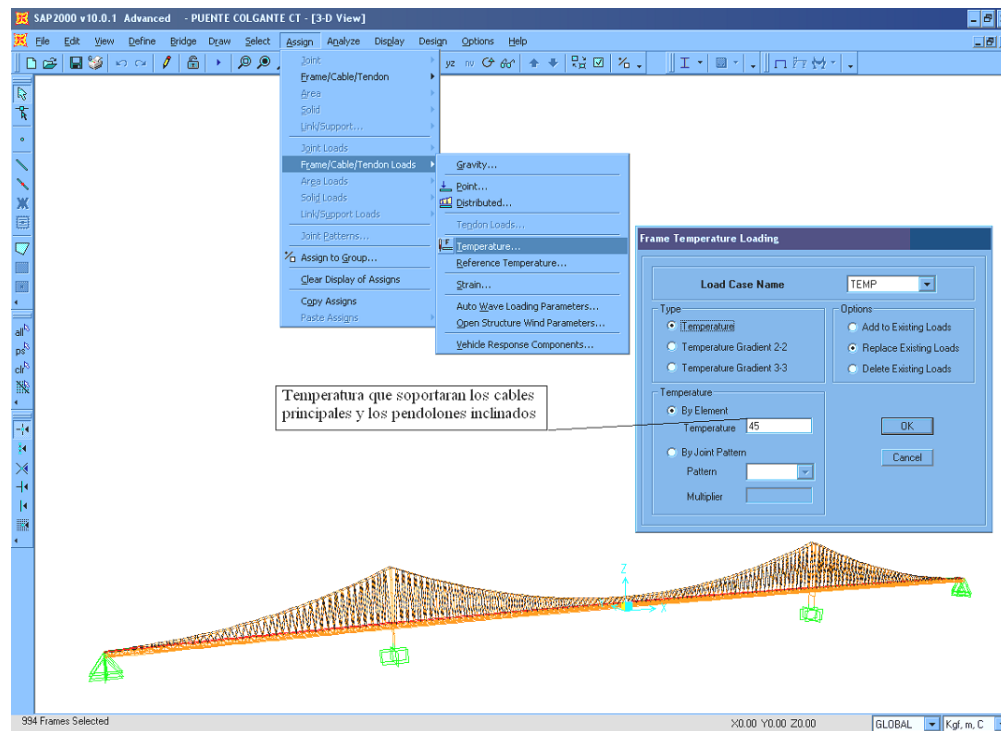 SAP2000 v10.0.1 Advanced - PUENTE COLGANTE CT - [3-D View]
File Edit View Define Bridge Draw Select Assign Analyze Display Design Options Help
yz nv
Joint
Frame/Cable/Tendon
Area
Solid
Link/Support...
Joint Loads
Frame/Cable/Tendon Loads
Area Loads
Solid Loads
Link/Support Loads
Joint Patterns...
Assign to Group...
Clear Display of Assigns
Copy Assigns
Paste Assigns
Gravity...
Point...
Distributed...
Tendon Loads...
Temperature...
Reference Temperature...
Strain...
Auto Wave Loading Parameters...
Open Structure Wind Parameters...
Vehicle Response Components...
Frame Temperature Loading
Load Case Name TEMP
Type
Temperature
Temperature Gradient 2-2
Temperature Gradient 3-3
Options
Add to Existing Loads
Replace Existing Loads
Delete Existing Loads
Temperature
By Element
Temperature 45
By Joint Pattern
Pattern
Multiplier
OK
Cancel
all
ps
clr
Temperatura que soportaran los cables
principales y los pendolones inclinados
Z
X
994 Frames Selected
X0.00 Y0.00 Z0.00
GLOBAL
Kgf, m, C